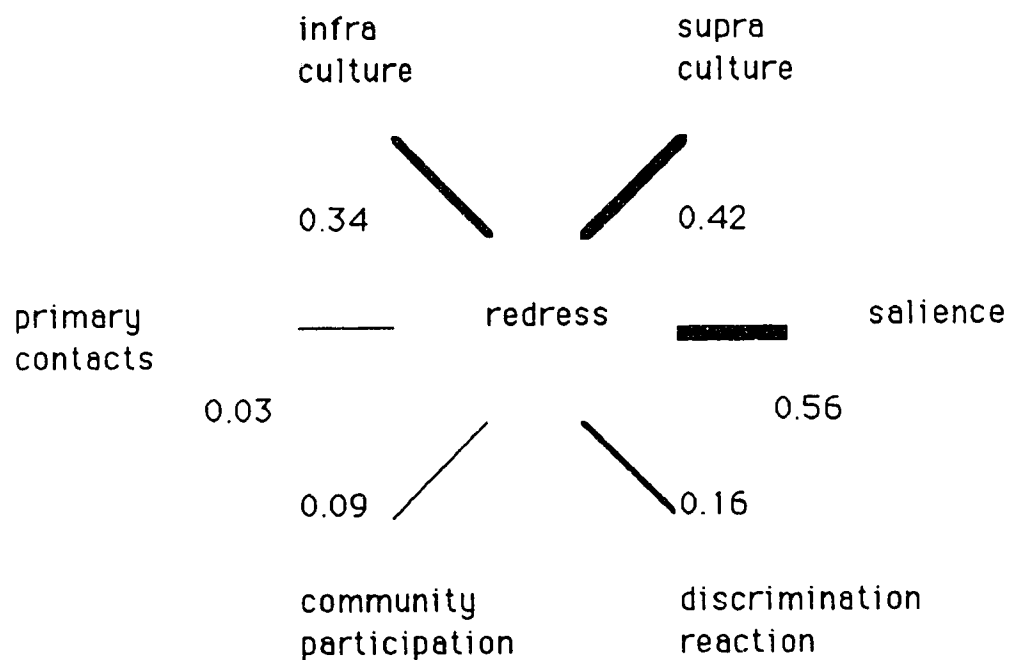 infra
culture
supra
culture
0.34
0.42
primary
contacts
redress
salience
0.03
0.56
0.09
0.16
community
participation
discrimination
reaction